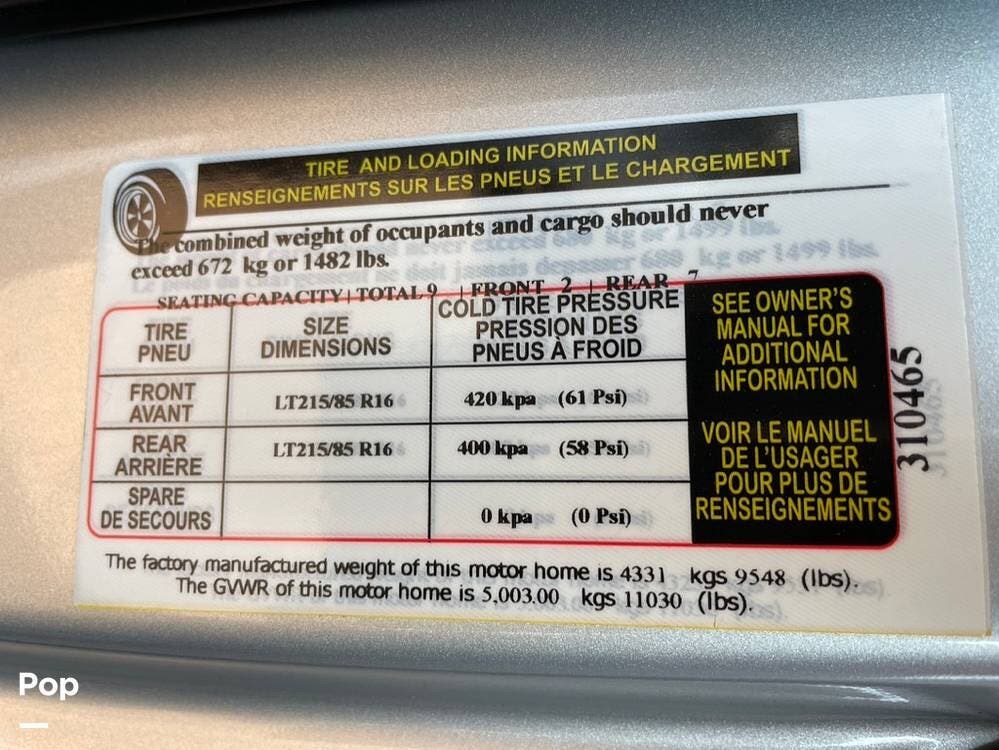 TIRE AND LOADING INFORMATION
RENSEIGNEMENTS SUR LES PNEUS ET LE CHARGEMENT
The combined weight of occupants and cargo should never
exceed 672 kg or 1482 lbs.
SEATING CAPACITY | TOTAL 9 | FRONT 2 | REAR 7
TIRE
PNEU
SIZE
DIMENSIONS
COLD TIRE PRESSURE
PRESSION DES
PNEUS À FROID
FRONT
AVANT
LT215/85 R16
420 kpa (61 Psi)
REAR
ARRIÈRE
LT215/85 R16
400 kpa (58 Psi)
SPARE
DE SECOURS
0 kpa (0 Psi)
SEE OWNER'S
MANUAL FOR
ADDITIONAL
INFORMATION
VOIR LE MANUEL
DE L'USAGER
POUR PLUS DE
RENSEIGNEMENTS
310465
The factory manufactured weight of this motor home is 4331 kgs 9548 (lbs).
The GVWR of this motor home is 5,003.00 kgs 11030 (lbs).
Pop